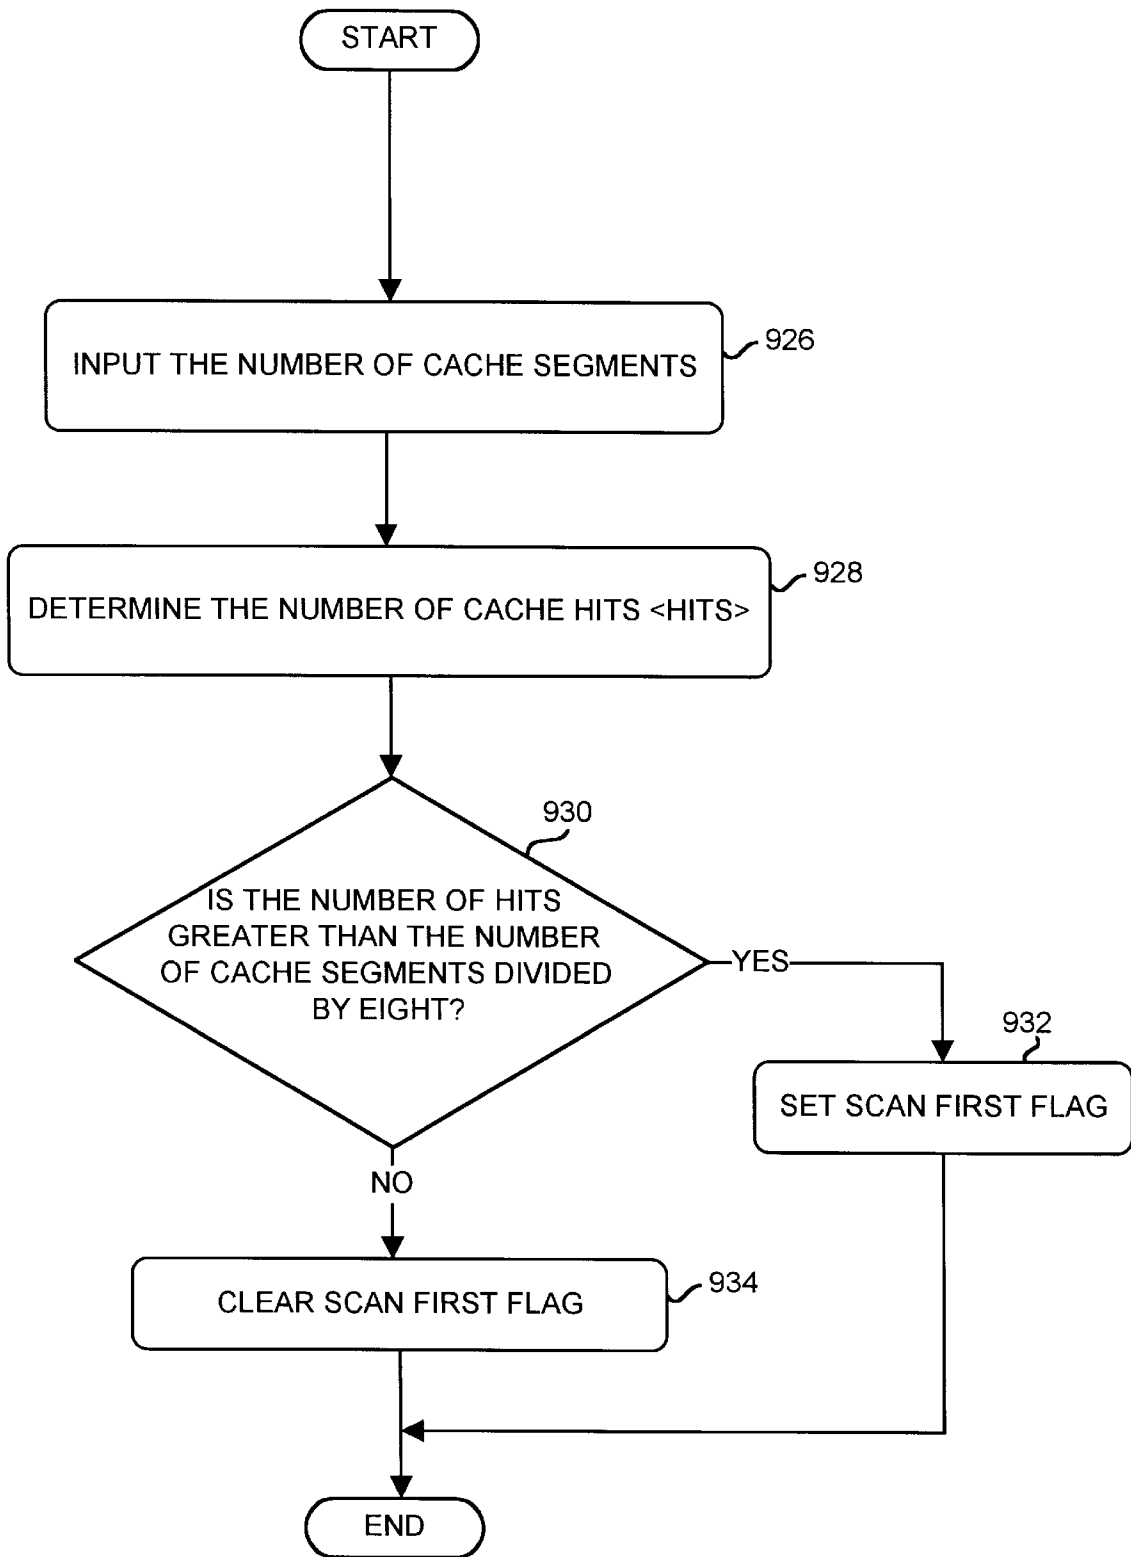 START
INPUT THE NUMBER OF CACHE SEGMENTS
926
DETERMINE THE NUMBER OF CACHE HITS <HITS>
928
930
IS THE NUMBER OF HITS
GREATER THAN THE NUMBER
OF CACHE SEGMENTS DIVIDED
BY EIGHT?
YES
932
SET SCAN FIRST FLAG
NO
CLEAR SCAN FIRST FLAG
934
END